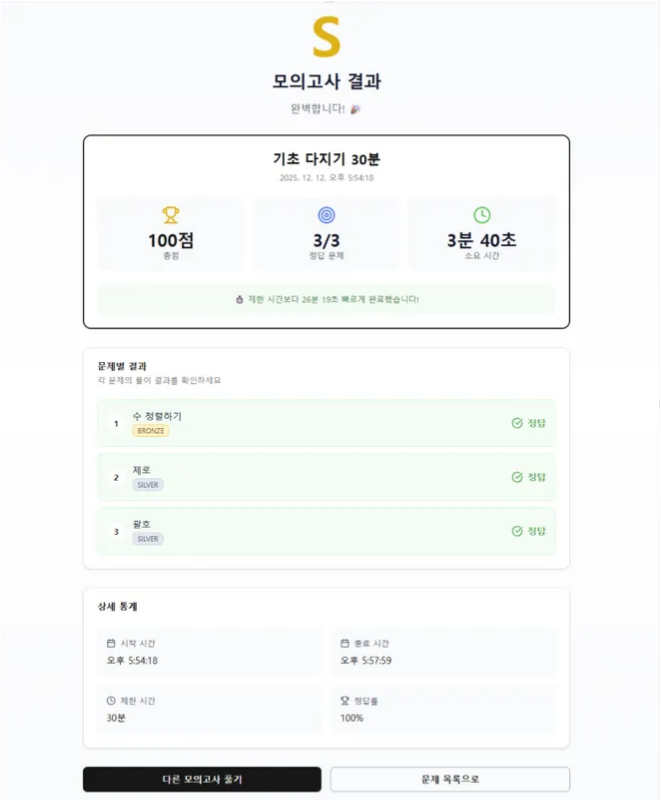 S
모의고사 결과
완벽합니다! 🎉
기초 다지기 30분
2025. 12. 12. 오후 5:54:18
100점
총점
3/3
정답 문제
3분 40초
소요 시간
제한 시간보다 26분 19초 빠르게 완료했습니다!
문제별 결과
각 문제의 풀이 결과를 확인하세요
1
수 정렬하기
BRONZE
정답
2
제로
SILVER
정답
3
괄호
SILVER
정답
상세 통계
시작 시간
오후 5:54:18
종료 시간
오후 5:57:59
제한 시간
30분
정답률
100%
다른 모의고사 풀기
문제 목록으로